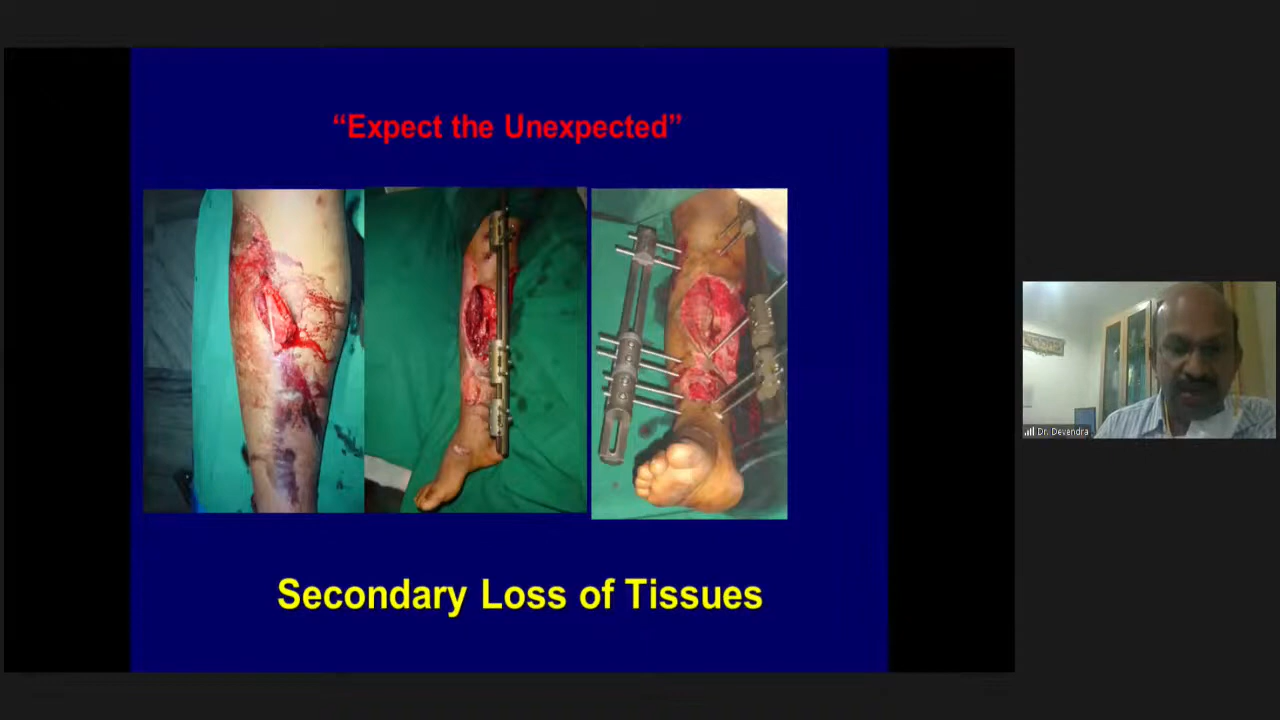 “Expect the Unexpected”
Secondary Loss of Tissues
Dr. Devendra